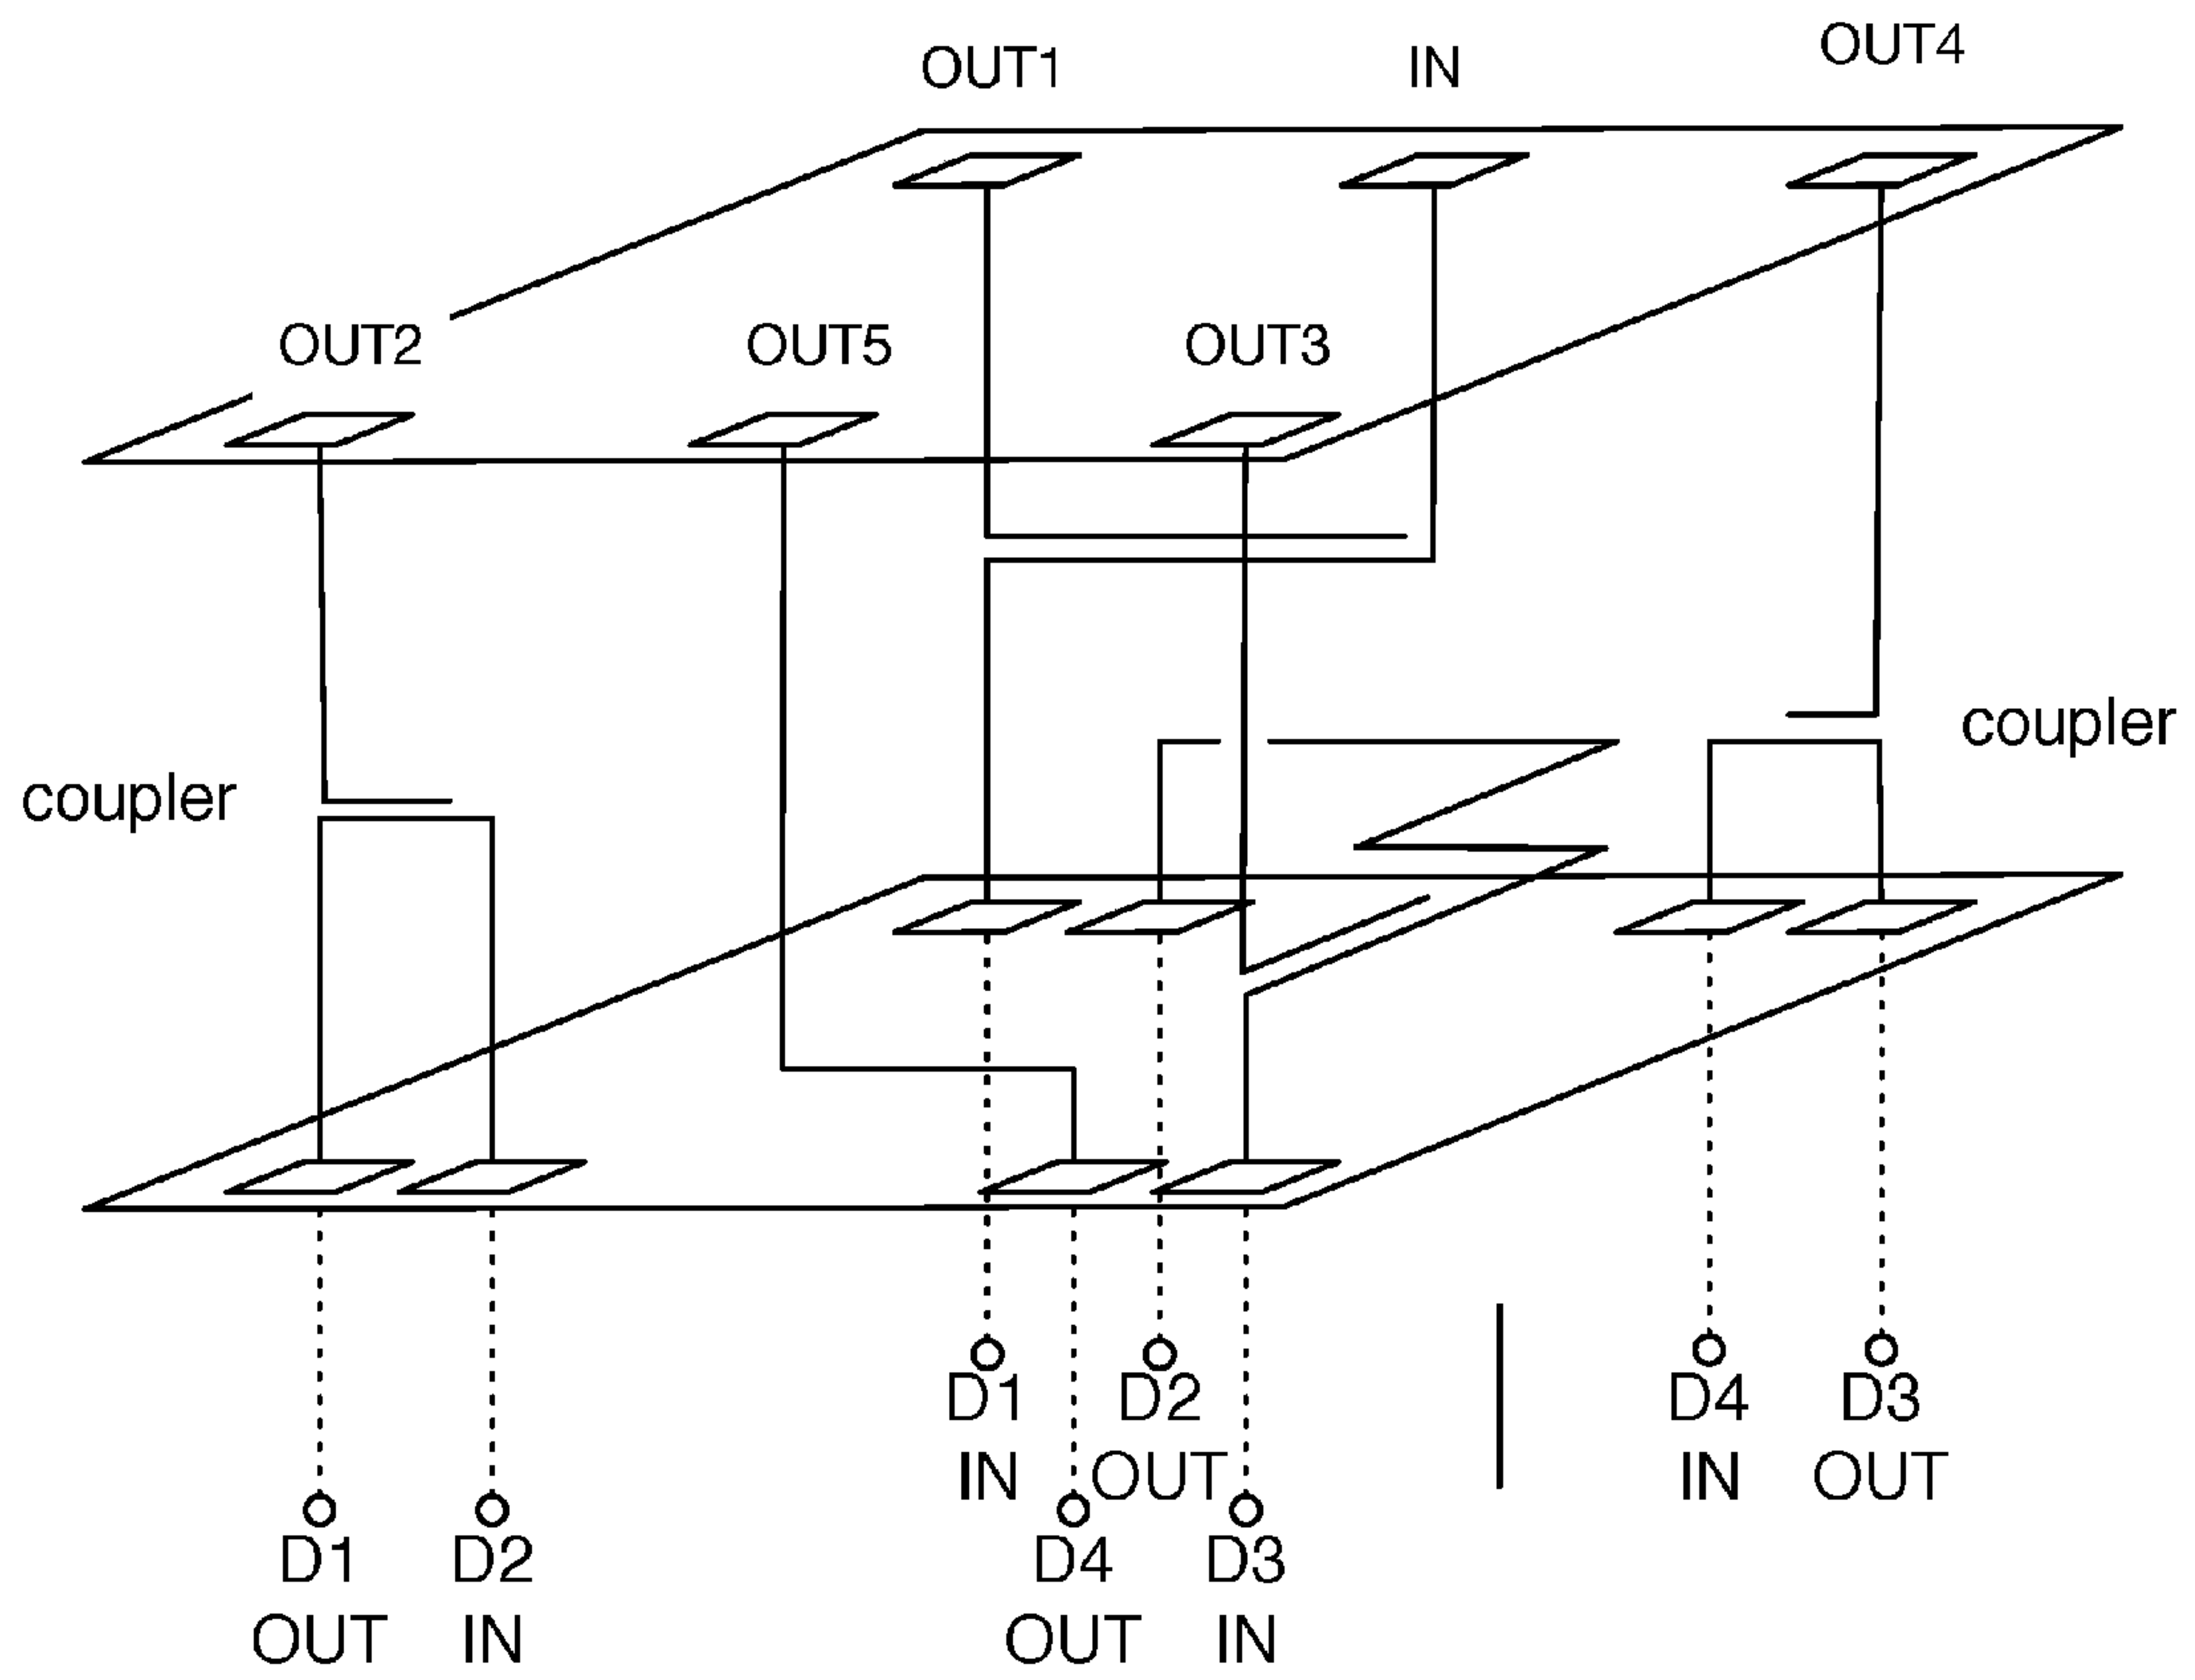 OUT1
IN
OUT4
OUT2
OUT5
OUT3
coupler
coupler
D1
IN
D2
OUT
D4
IN
D3
OUT
D1
OUT
D2
IN
D4
OUT
D3
IN